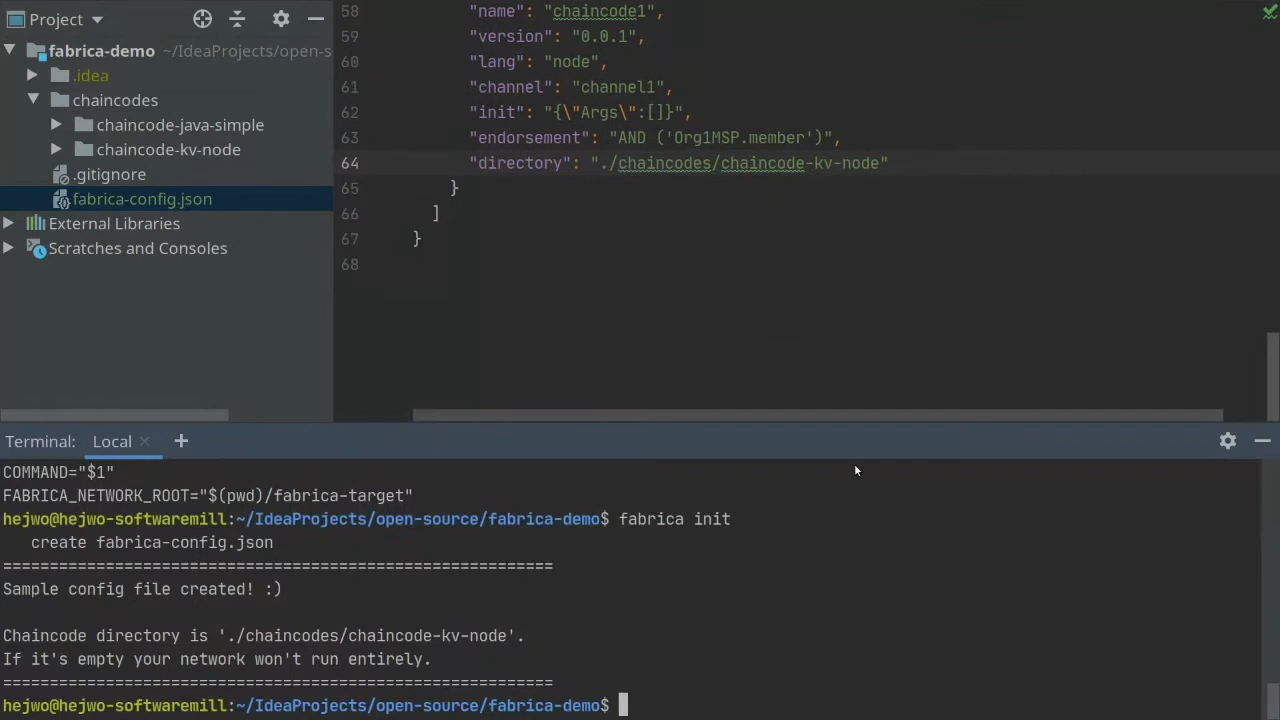 Project
fabrica-demo ~/IdeaProjects/open-s
.idea
chaincodes
chaincode-java-simple
chaincode-kv-node
.gitignore
fabrica-config.json
External Libraries
Scratches and Consoles
58 "name": "chaincode1",
59 "version": "0.0.1",
60 "lang": "node",
61 "channel": "channel1",
62 "init": "{\"Args\":[]}",
63 "endorsement": "AND ('Org1MSP.member')",
64 "directory": "./chaincodes/chaincode-kv-node"
65 }
66 ]
67 }
68
Terminal: Local
COMMAND="$1"
FABRICA_NETWORK_ROOT="$(pwd)/fabrica-target"
hejwo@hejwo-softwaremill:~/IdeaProjects/open-source/fabrica-demo$ fabrica init
create fabrica-config.json
===========================================================
Sample config file created! :)
Chaincode directory is './chaincodes/chaincode-kv-node'.
If it's empty your network won't run entirely.
===========================================================
hejwo@hejwo-softwaremill:~/IdeaProjects/open-source/fabrica-demo$